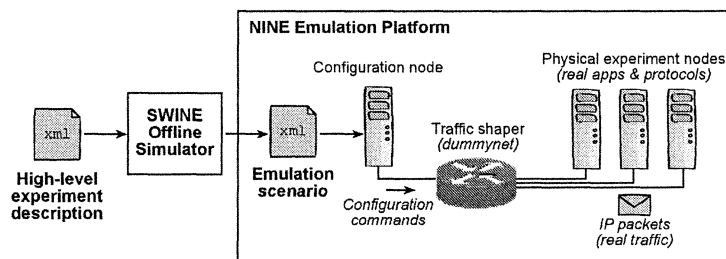 NINE Emulation Platform
Configuration node
Physical experiment nodes
(real apps & protocols)
SWINE
Offline
Simulator
xml
xml
Traffic shaper
(dummynet)
High-level
experiment
description
Emulation
scenario
Configuration
commands
IP packets
(real traffic)